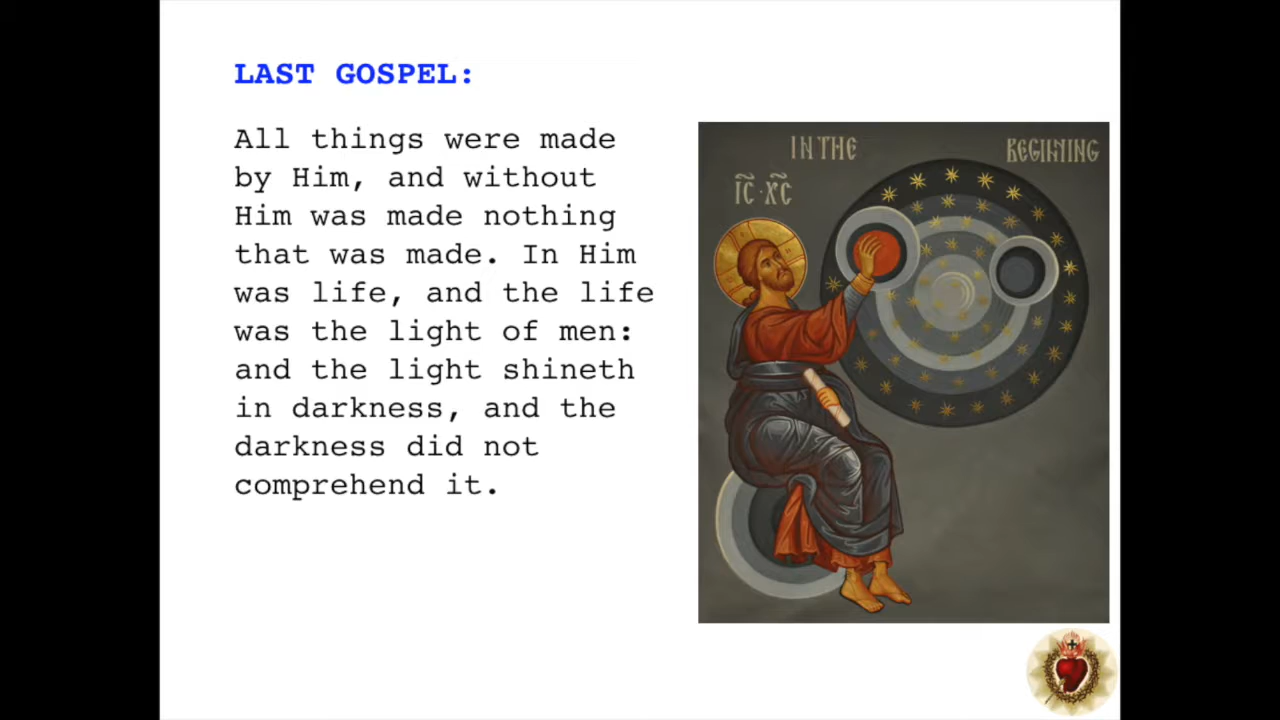 LAST GOSPEL:
All things were made
by Him, and without
Him was made nothing
that was made. In Him
was life, and the life
was the light of men:
and the light shineth
in darkness, and the
darkness did not
comprehend it.
IN THE BEGINING
IC·XC